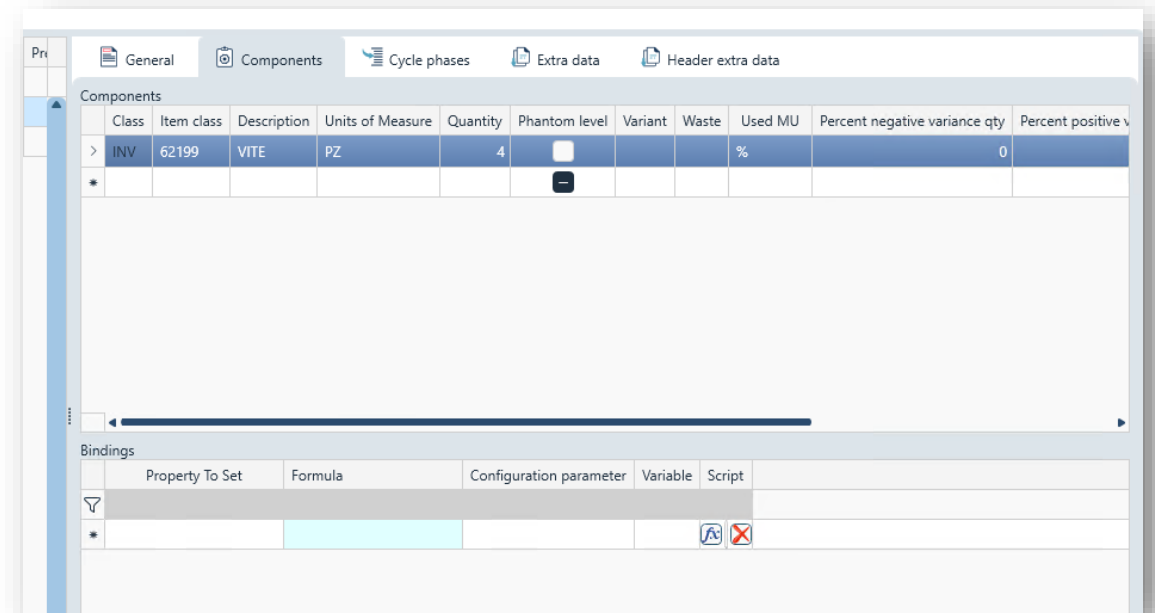 Pre
General Components Cycle phases Extra data Header extra data
Components
Class Item class Description Units of Measure Quantity Phantom level Variant Waste Used MU Percent negative variance qty Percent positive v
INV 62199 VITE PZ 4 % 0
Bindings
Property To Set Formula Configuration parameter Variable Script
fx